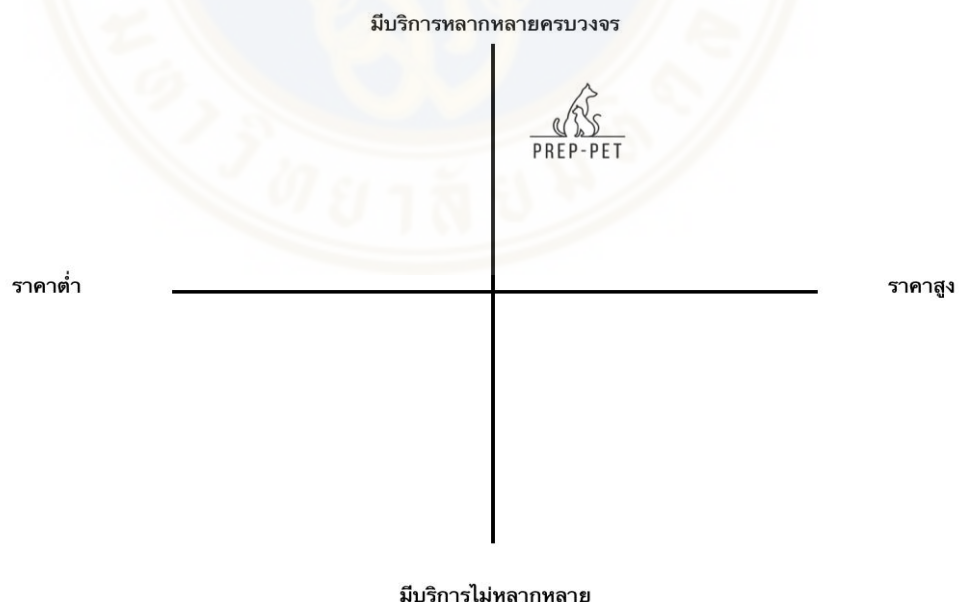 มีบริการหลากหลายครบวงจร
PREP-PET
ราคาต่ำ
ราคาสูง
มีบริการไม่หลากหลาย